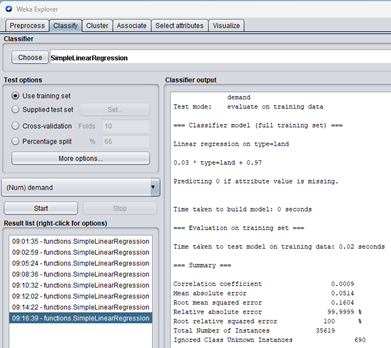 Weka Explorer
Preprocess Classify Cluster Associate Select attributes Visualize
Classifier
Choose SimpleLinearRegression
Test options
Use training set
Supplied test set Set...
Cross-validation Folds 10
Percentage split % 66
More options...
(Num) demand
Start Stop
Result list (right-click for options)
09:01:35 - functions.SimpleLinearRegression
09:02:59 - functions.SimpleLinearRegression
09:05:24 - functions.SimpleLinearRegression
09:08:36 - functions.SimpleLinearRegression
09:10:32 - functions.SimpleLinearRegression
09:12:02 - functions.SimpleLinearRegression
09:14:22 - functions.SimpleLinearRegression
09:16:39 - functions.SimpleLinearRegression
Classifier output
demand
Test mode: evaluate on training data
=== Classifier model (full training set) ===
Linear regression on type=land
0.03 * type=land + 0.97
Predicting 0 if attribute value is missing.
Time taken to build model: 0 seconds
=== Evaluation on training set ===
Time taken to test model on training data: 0.02 seconds
=== Summary ===
Correlation coefficient 0.0009
Mean absolute error 0.0514
Root mean squared error 0.1604
Relative absolute error 99.9999 %
Root relative squared error 100 %
Total Number of Instances 35619
Ignored Class Unknown Instances 690